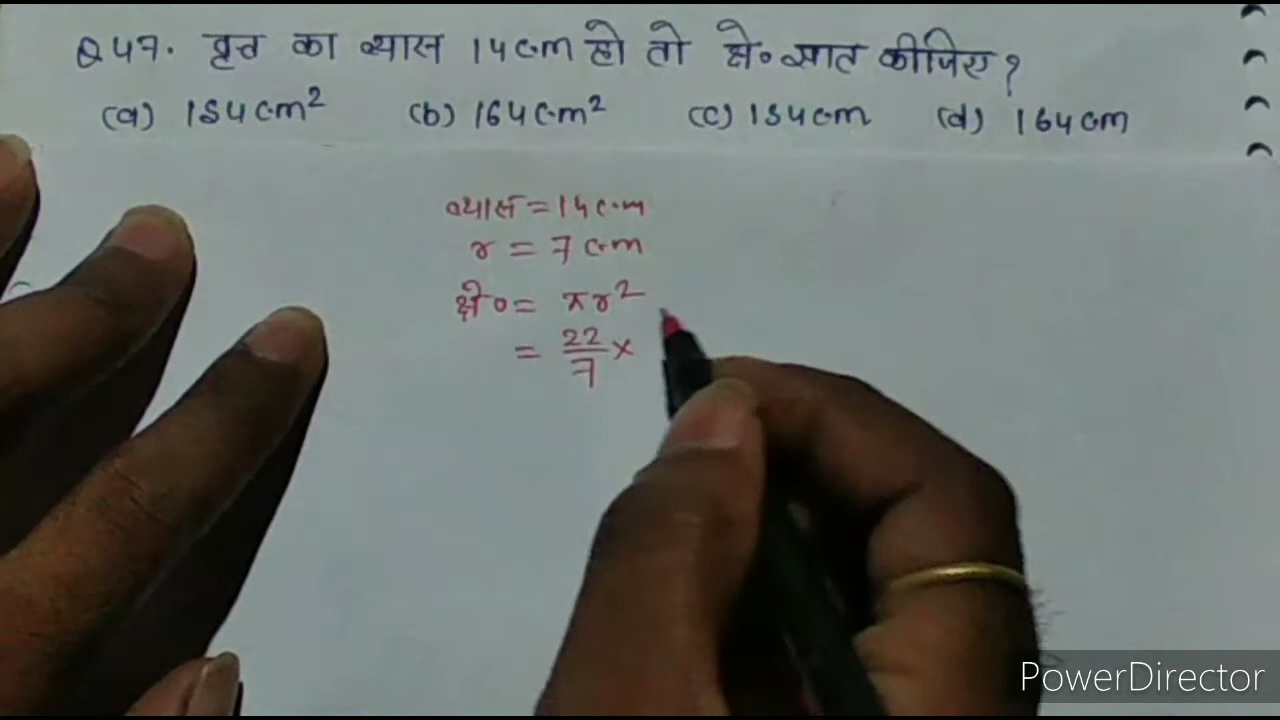 Q47. वृत्त का व्यास 14cm हो तो क्षे० ज्ञात कीजिए?
(a) 154cm² (b) 164cm² (c) 154cm (d) 164cm
व्यास = 14cm
r = 7cm
क्षे० = πr²
= 22/7 ×
PowerDirector